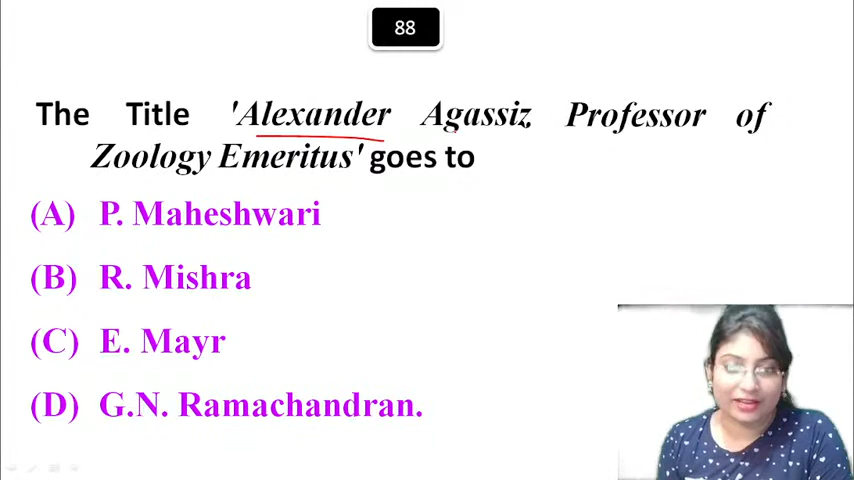 88
The Title 'Alexander Agassiz Professor of
Zoology Emeritus' goes to
(A) P. Maheshwari
(B) R. Mishra
(C) E. Mayr
(D) G.N. Ramachandran.